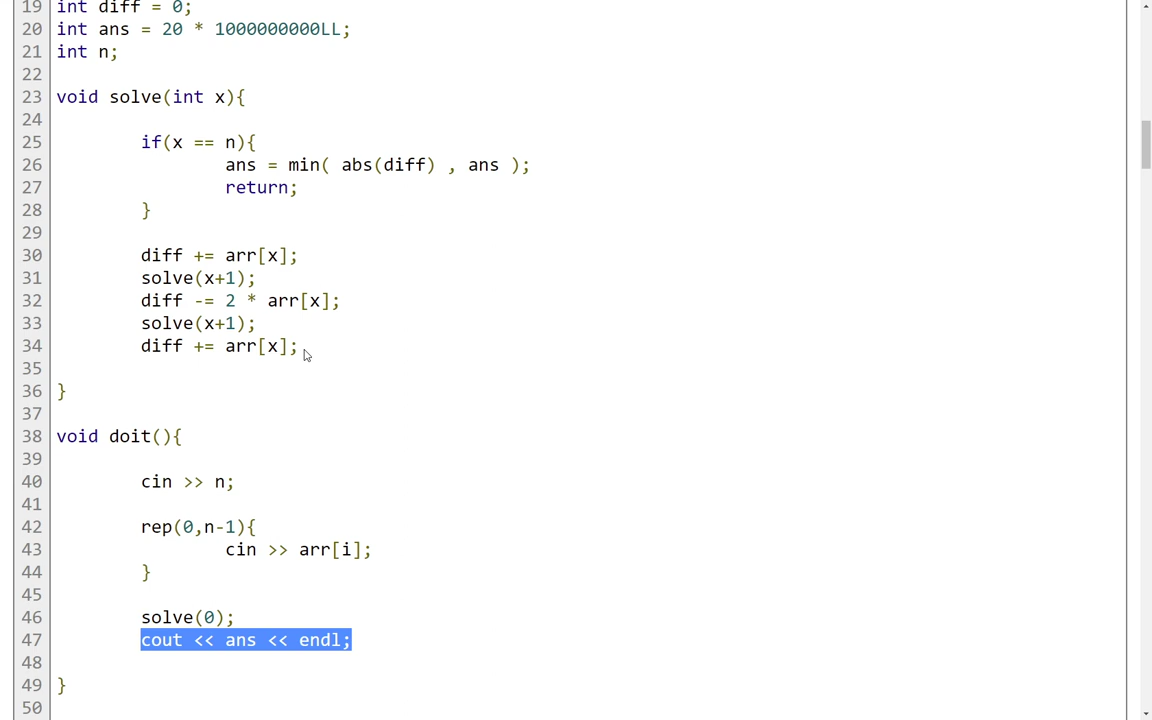 19 int diff = 0;
20 int ans = 20 * 1000000000LL;
21 int n;
22
23 void solve(int x){
24
25 if(x == n){
26 ans = min( abs(diff) , ans );
27 return;
28 }
29
30 diff += arr[x];
31 solve(x+1);
32 diff -= 2 * arr[x];
33 solve(x+1);
34 diff += arr[x];
35
36 }
37
38 void doit(){
39
40 cin >> n;
41
42 rep(0,n-1){
43 cin >> arr[i];
44 }
45
46 solve(0);
47 cout << ans << endl;
48
49 }
50